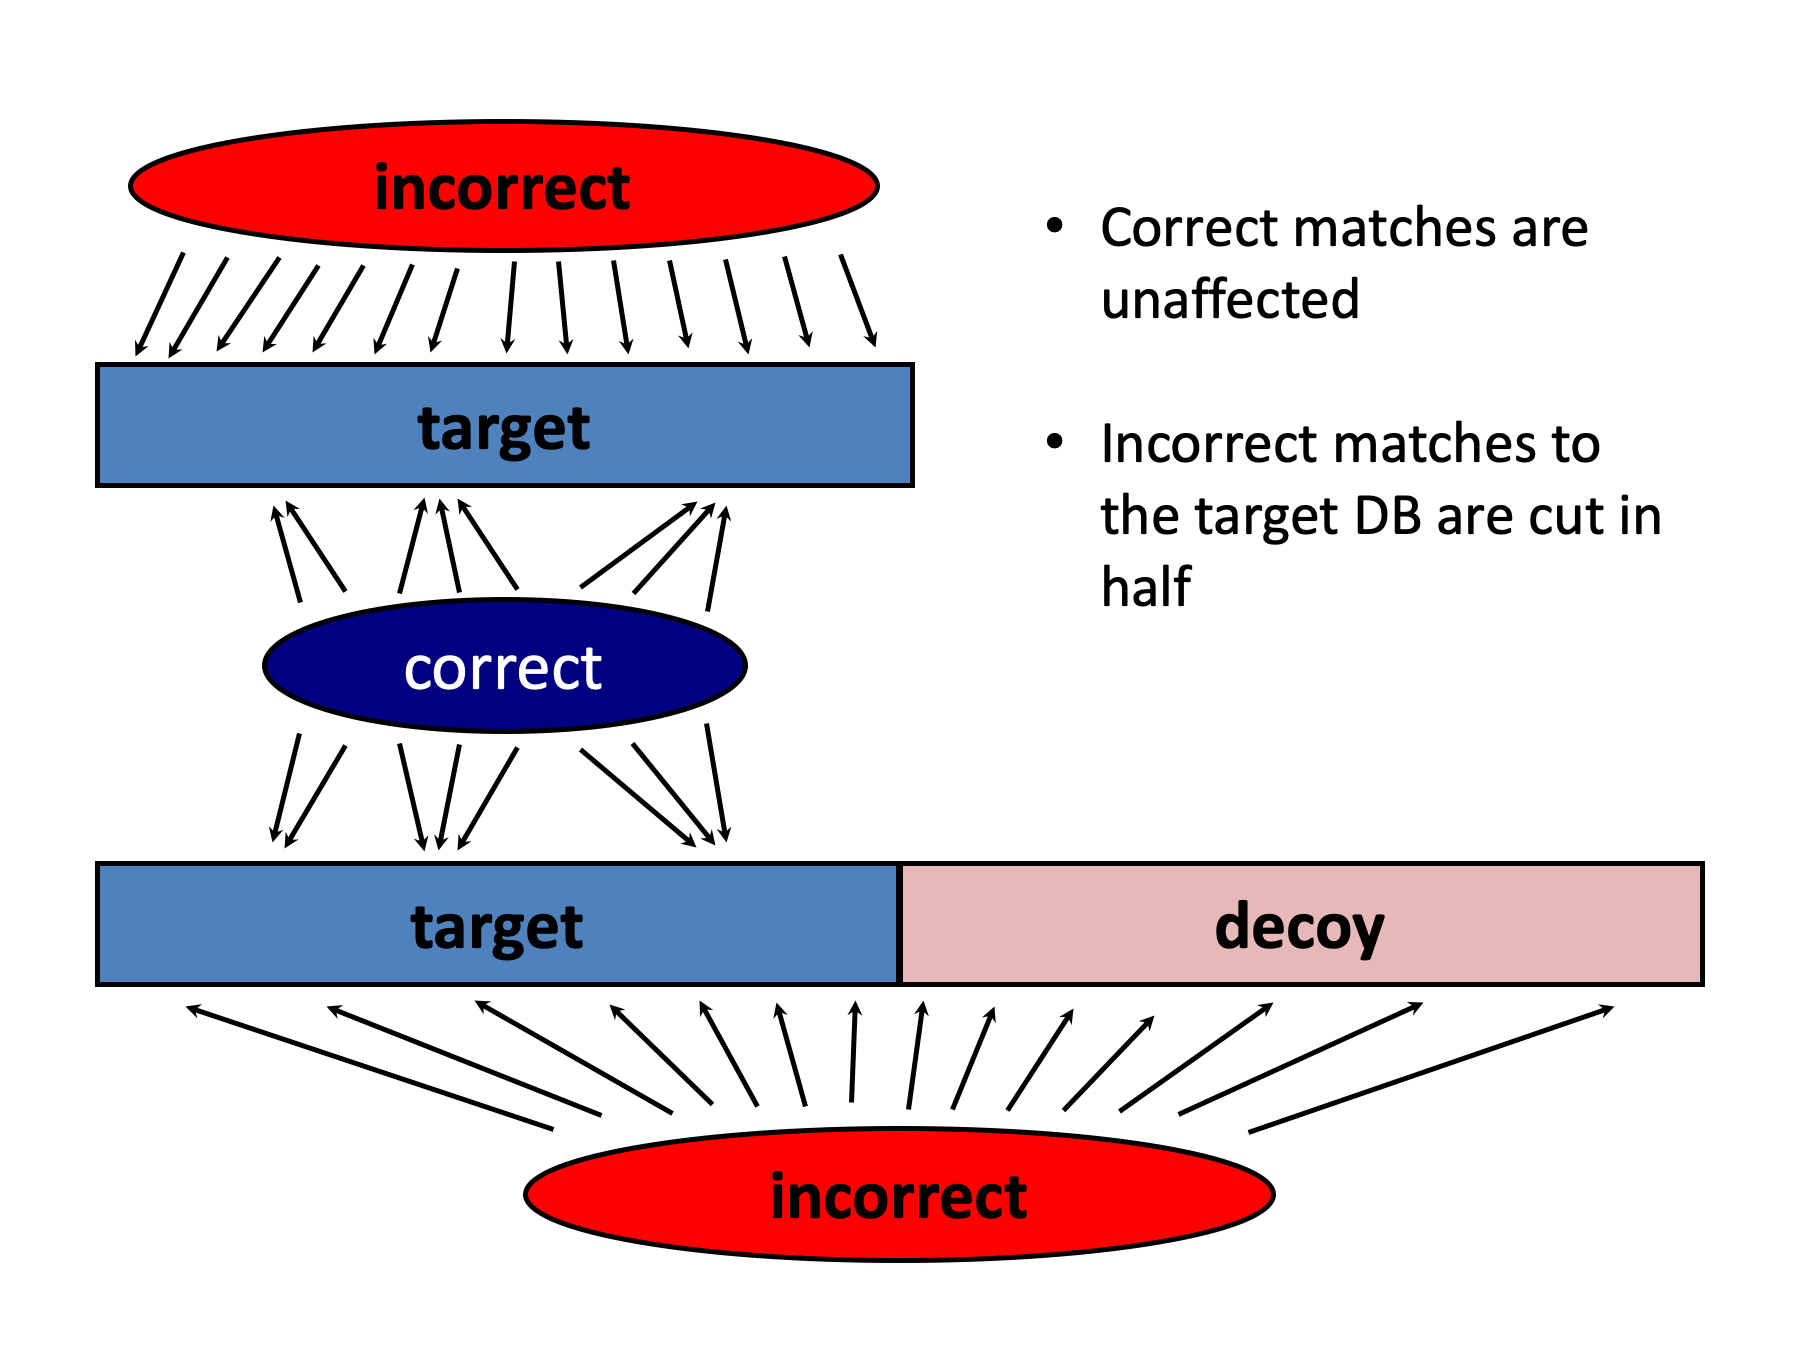 incorrect
target
correct
target
decoy
incorrect
• Correct matches are
unaffected
• Incorrect matches to
the target DB are cut in
half